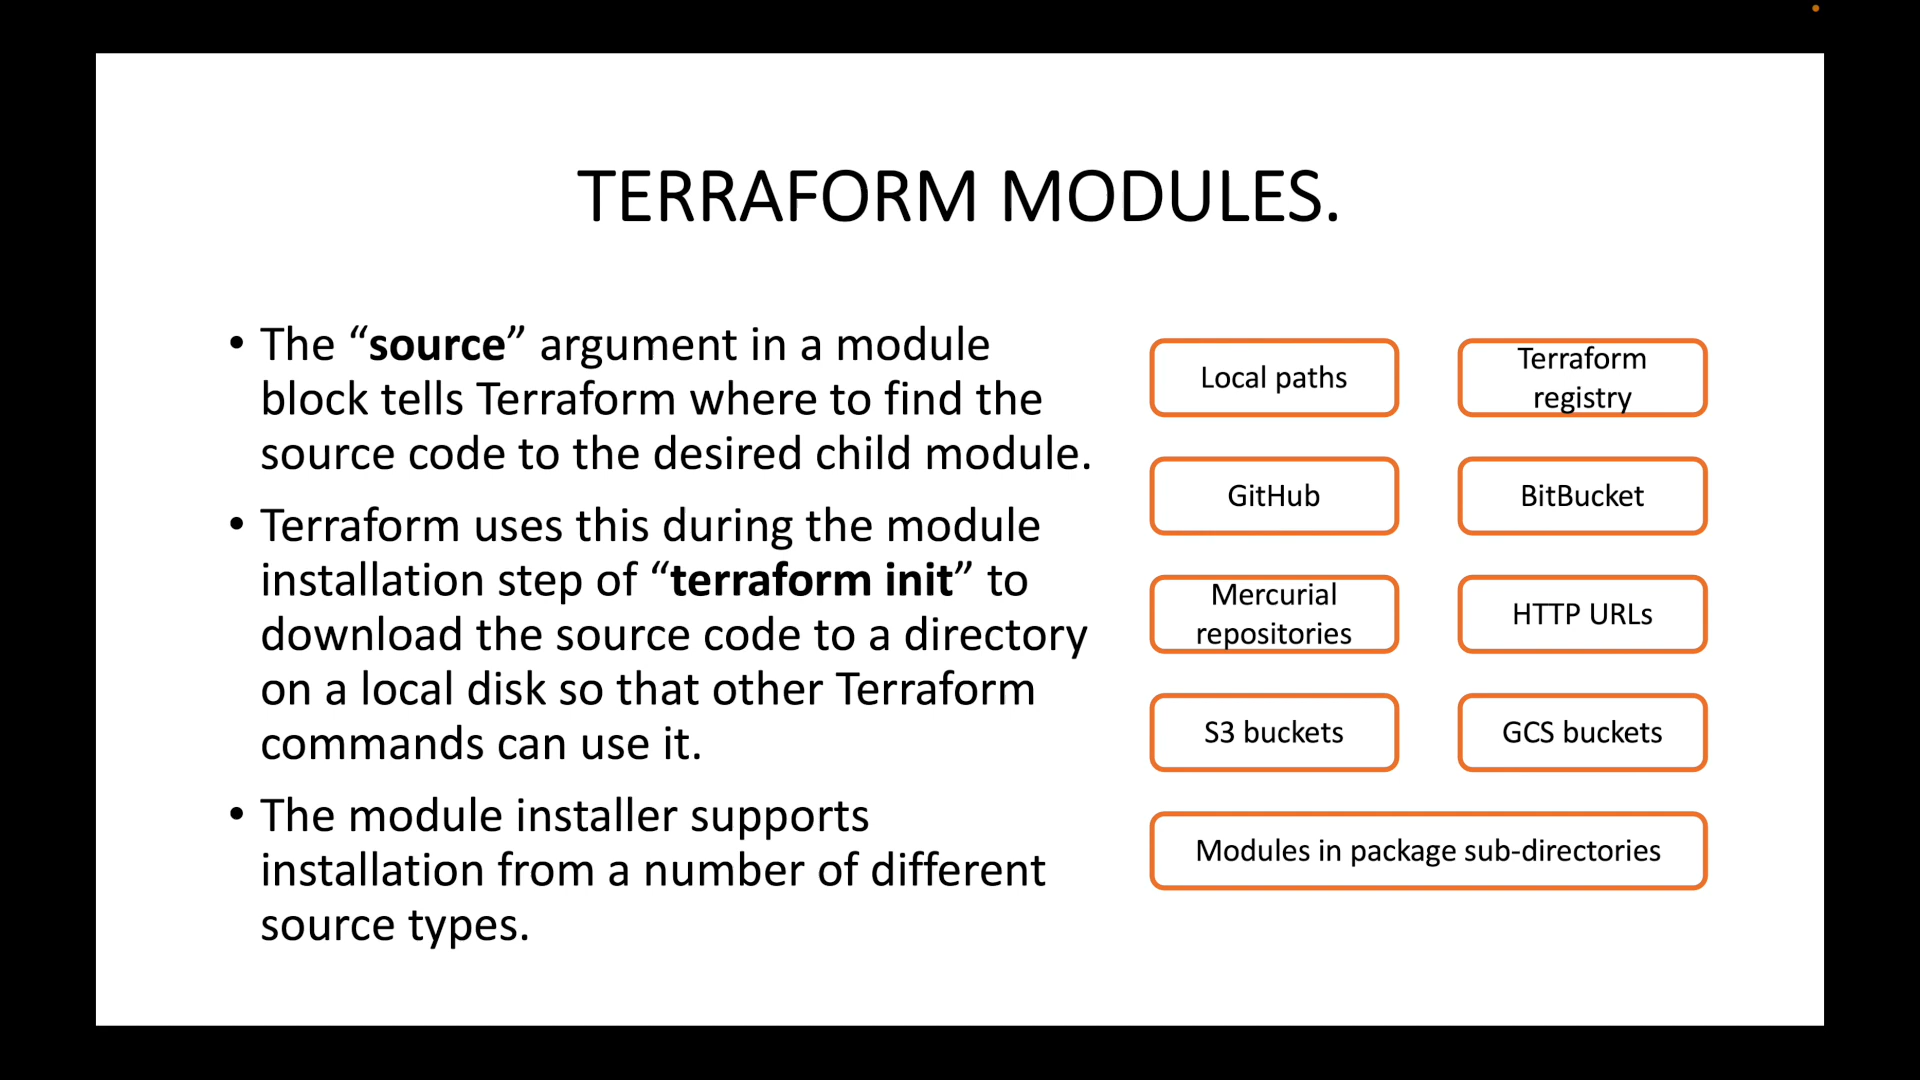 TERRAFORM MODULES.
• The “source” argument in a module
block tells Terraform where to find the
source code to the desired child module.
• Terraform uses this during the module
installation step of “terraform init” to
download the source code to a directory
on a local disk so that other Terraform
commands can use it.
• The module installer supports
installation from a number of different
source types.
Local paths
Terraform
registry
GitHub
BitBucket
Mercurial
repositories
HTTP URLs
S3 buckets
GCS buckets
Modules in package sub-directories